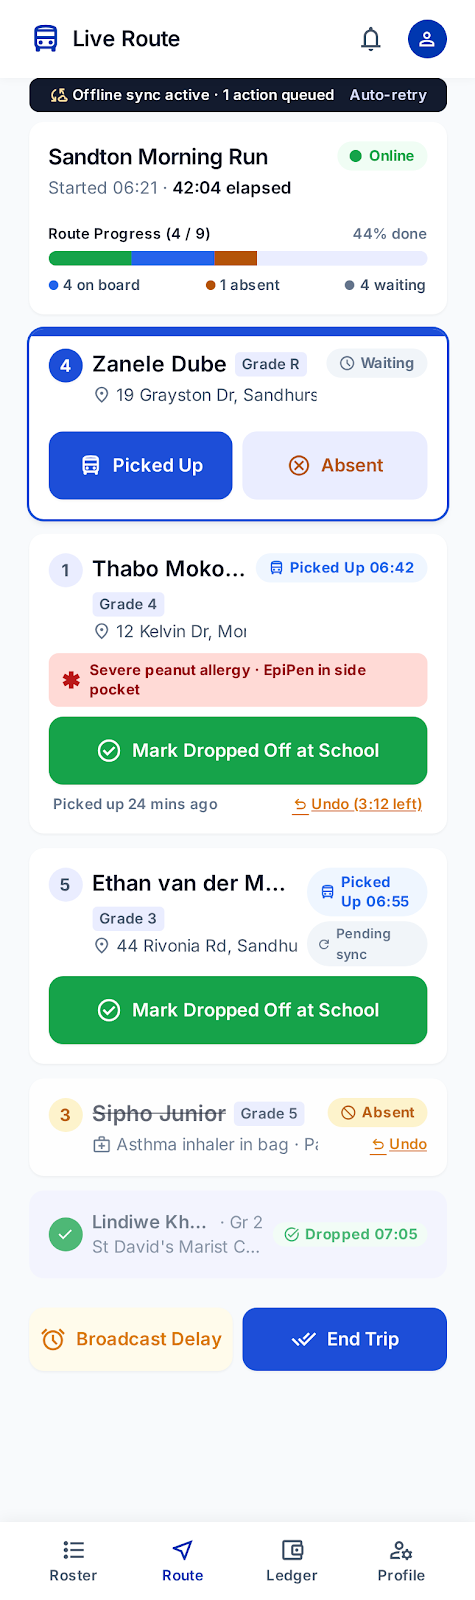 Live Route
Offline sync active · 1 action queued Auto-retry
Sandton Morning Run
Online
Started 06:21 · 42:04 elapsed
Route Progress (4 / 9) 44% done
4 on board 1 absent 4 waiting
4 Zanele Dube Grade R Waiting
19 Grayston Dr, Sandhurs
Picked Up Absent
1 Thabo Moko... Picked Up 06:42
Grade 4
12 Kelvin Dr, Mor
Severe peanut allergy · EpiPen in side
pocket
Mark Dropped Off at School
Picked up 24 mins ago Undo (3:12 left)
5 Ethan van der M... Picked
Up 06:55
Grade 3
Pending
sync
44 Rivonia Rd, Sandhu
Mark Dropped Off at School
3 Sipho Junior Grade 5 Absent
Asthma inhaler in bag · Pa Undo
Lindiwe Kh... · Gr 2
Dropped 07:05
St David's Marist C...
Broadcast Delay End Trip
Roster Route Ledger Profile